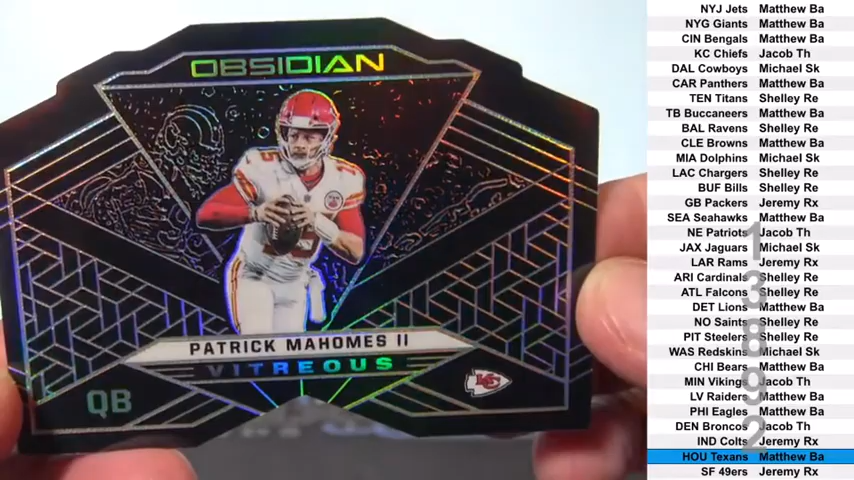 OBSIDIAN
15
PATRICK MAHOMES II
VITREOUS
QB
KC
NYJ Jets Matthew Ba
NYG Giants Matthew Ba
CIN Bengals Matthew Ba
KC Chiefs Jacob Th
DAL Cowboys Michael Sk
CAR Panthers Matthew Ba
TEN Titans Shelley Re
TB Buccaneers Matthew Ba
BAL Ravens Shelley Re
CLE Browns Matthew Ba
MIA Dolphins Michael Sk
LAC Chargers Shelley Re
BUF Bills Shelley Re
GB Packers Jeremy Rx
SEA Seahawks Matthew Ba
NE Patriots Jacob Th
JAX Jaguars Michael Sk
LAR Rams Jeremy Rx
ARI Cardinals Shelley Re
ATL Falcons Shelley Re
DET Lions Matthew Ba
NO Saints Shelley Re
PIT Steelers Shelley Re
WAS Redskins Michael Sk
CHI Bears Matthew Ba
MIN Vikings Jacob Th
LV Raiders Matthew Ba
PHI Eagles Matthew Ba
DEN Broncos Jacob Th
IND Colts Jeremy Rx
HOU Texans Matthew Ba
SF 49ers Jeremy Rx
1
3
8
9
2